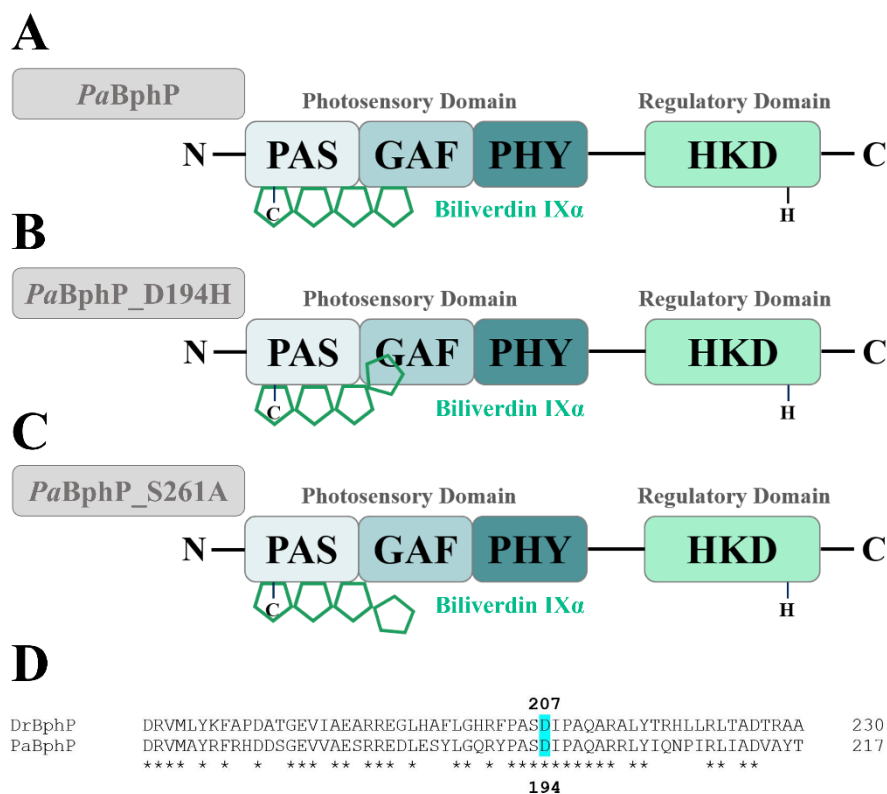 A
PaBphP
Photosensory Domain Regulatory Domain
N PAS GAF PHY HKD C
C Biliverdin IXα H
B
PaBphP_D194H
Photosensory Domain Regulatory Domain
N PAS GAF PHY HKD C
C Biliverdin IXα H
C
PaBphP_S261A
Photosensory Domain Regulatory Domain
N PAS GAF PHY HKD C
C Biliverdin IXα H
D
207
DrBphP DRVMLYKFAPDATGEVIAEARREGLHAFLGHRFPASDIPAQARALYTRHLLRLTADTRAA 230
PaBphP DRVMAYRFRHDDSGEVVAESRREDLESYLGQRYPASDIPAQARRLYIQNPIRLIADVAYT 217
**** * * * *** ** *** * ** * ********** ** ** **
194